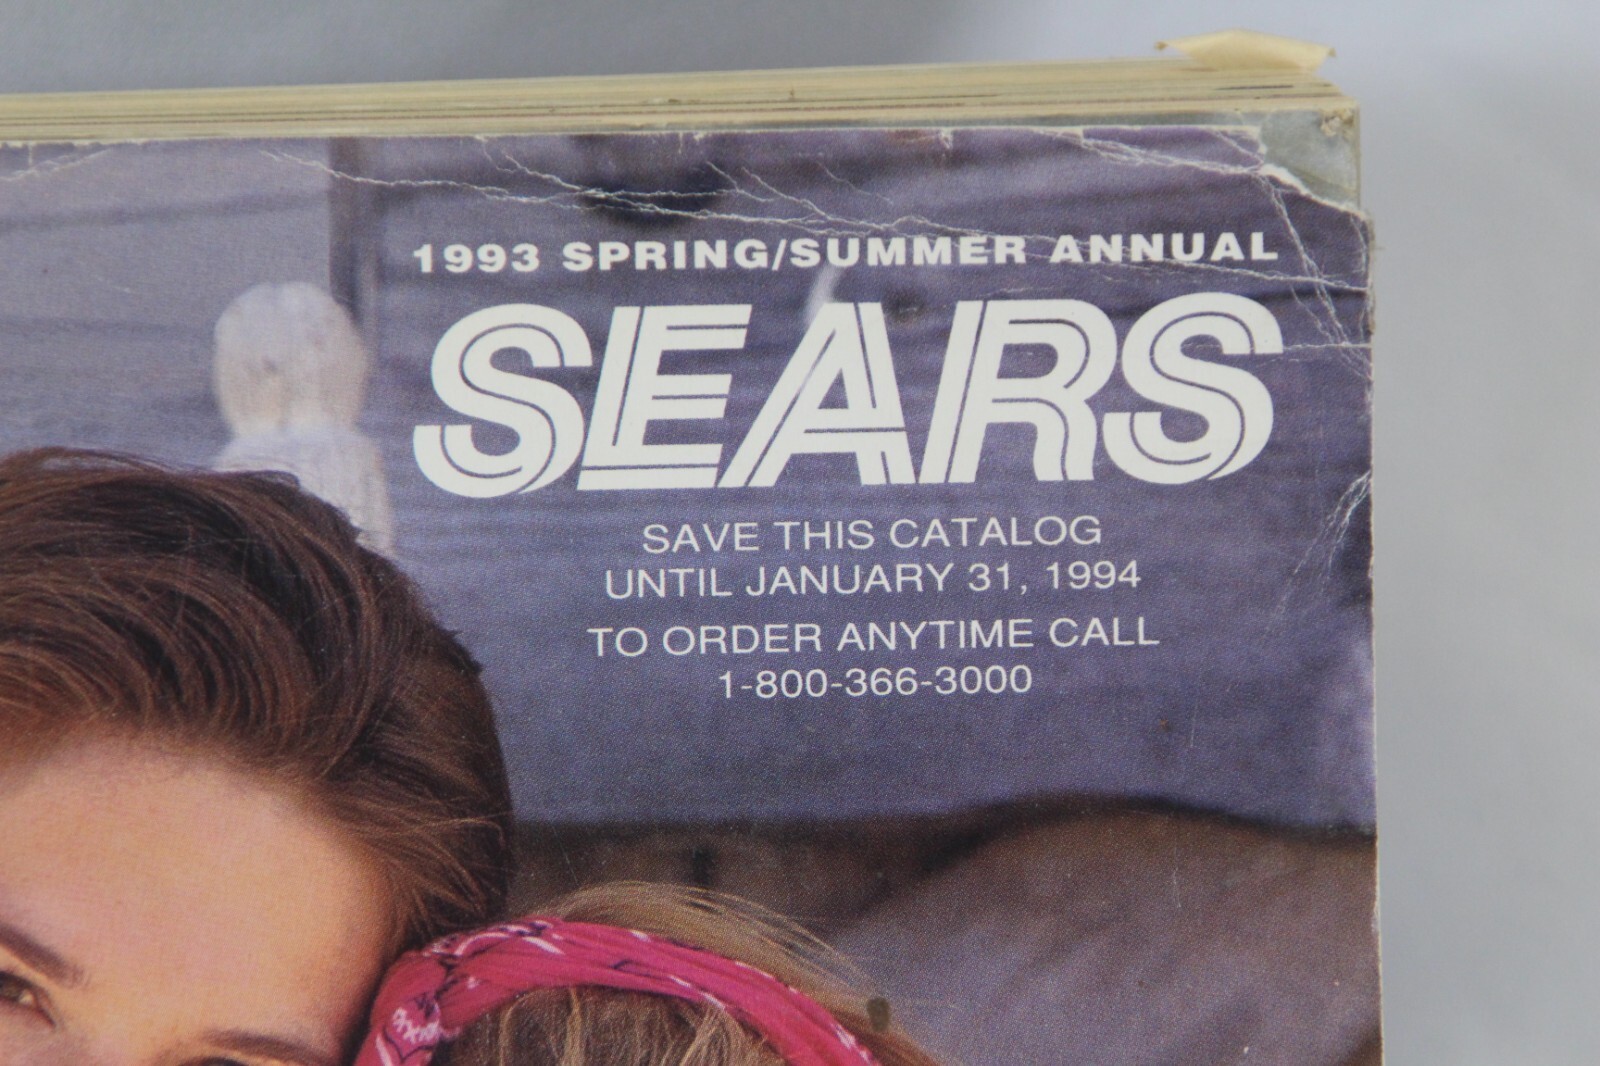 1993 SPRING/SUMMER ANNUAL
SEARS
SAVE THIS CATALOG
UNTIL JANUARY 31, 1994
TO ORDER ANYTIME CALL
1-800-366-3000